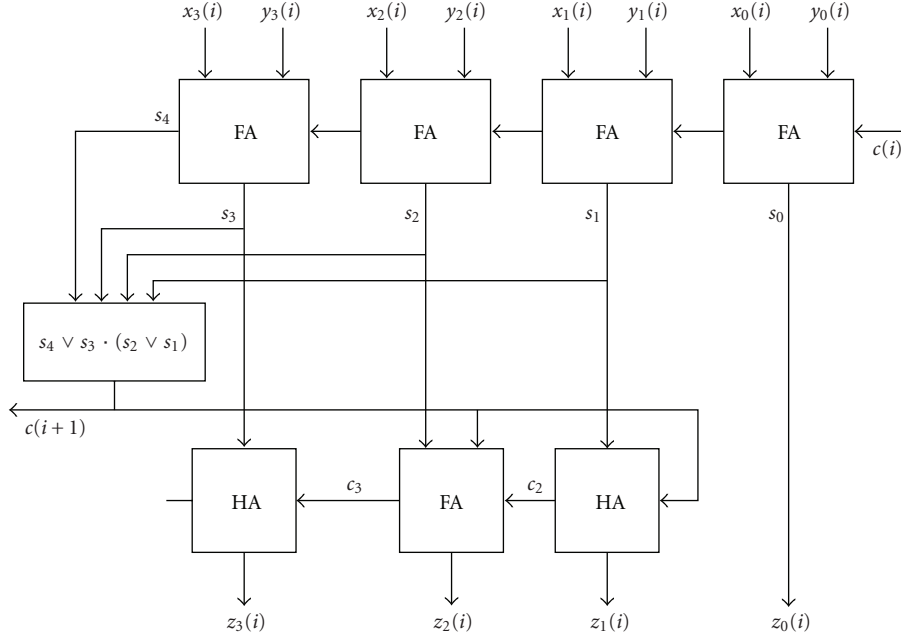 x₃(i) y₃(i) x₂(i) y₂(i) x₁(i) y₁(i) x₀(i) y₀(i)
s₄ FA FA FA FA
c(i)
s₃ s₂ s₁ s₀
s₄ ∨ s₃ · (s₂ ∨ s₁)
c(i + 1)
HA c₃ FA c₂ HA
z₃(i) z₂(i) z₁(i) z₀(i)